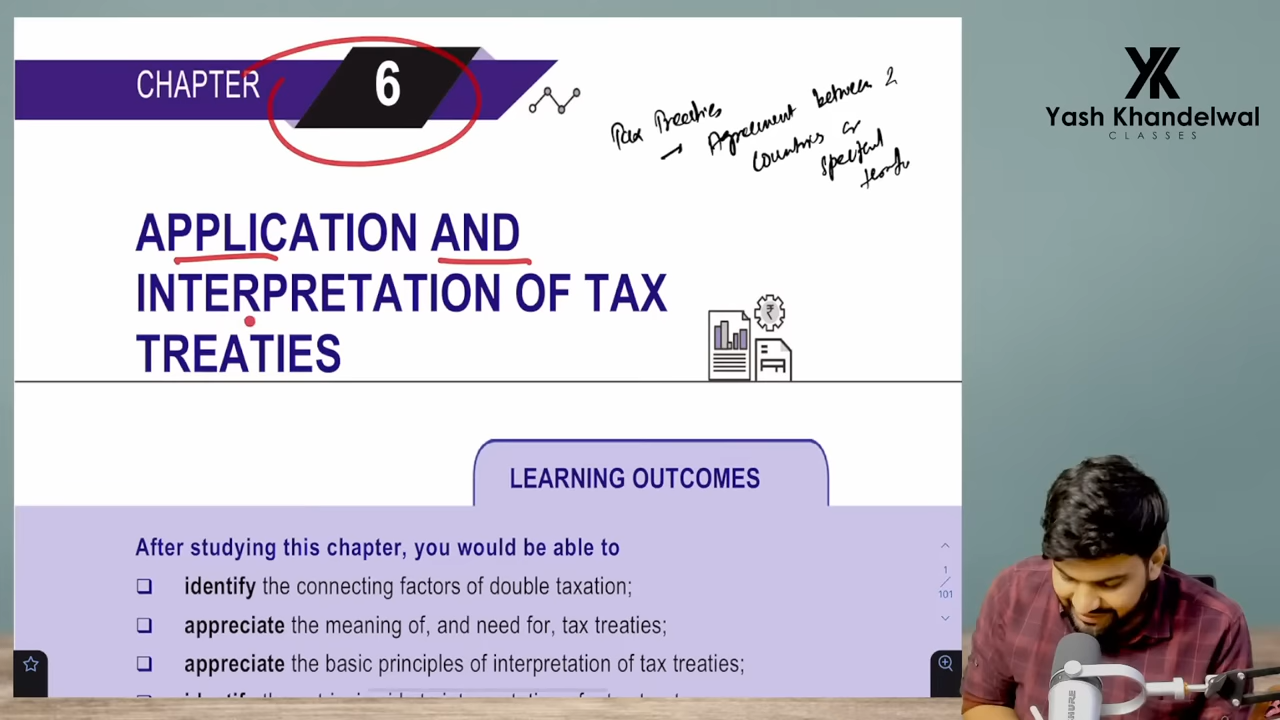 CHAPTER 6
Tax Treaties
→ Agreement between 2
Countries or
APPLICATION AND
INTERPRETATION OF TAX
TREATIES
LEARNING OUTCOMES
After studying this chapter, you would be able to
❑ identify the connecting factors of double taxation;
❑ appreciate the meaning of, and need for, tax treaties;
❑ appreciate the basic principles of interpretation of tax treaties;
1
101
YK
Yash Khandelwal
CLASSES
SHURE